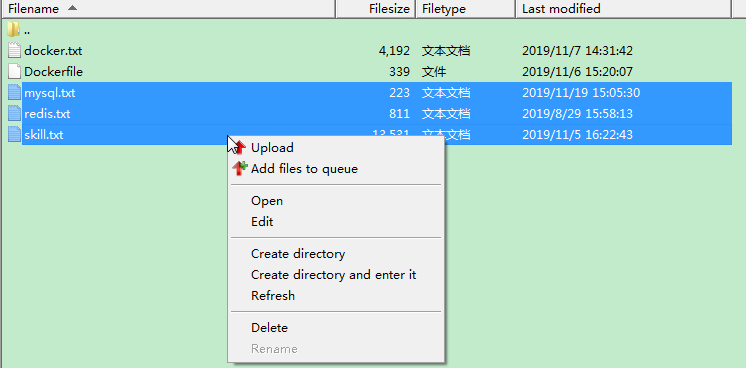 Filename Filesize Filetype Last modified
..
docker.txt 4,192 文本文档 2019/11/7 14:31:42
Dockerfile 339 文件 2019/11/6 15:20:07
mysql.txt 223 文本文档 2019/11/19 15:05:30
redis.txt 811 文本文档 2019/8/29 15:58:13
skill.txt 13,531 文本文档 2019/11/5 16:22:43
Upload
Add files to queue
Open
Edit
Create directory
Create directory and enter it
Refresh
Delete
Rename